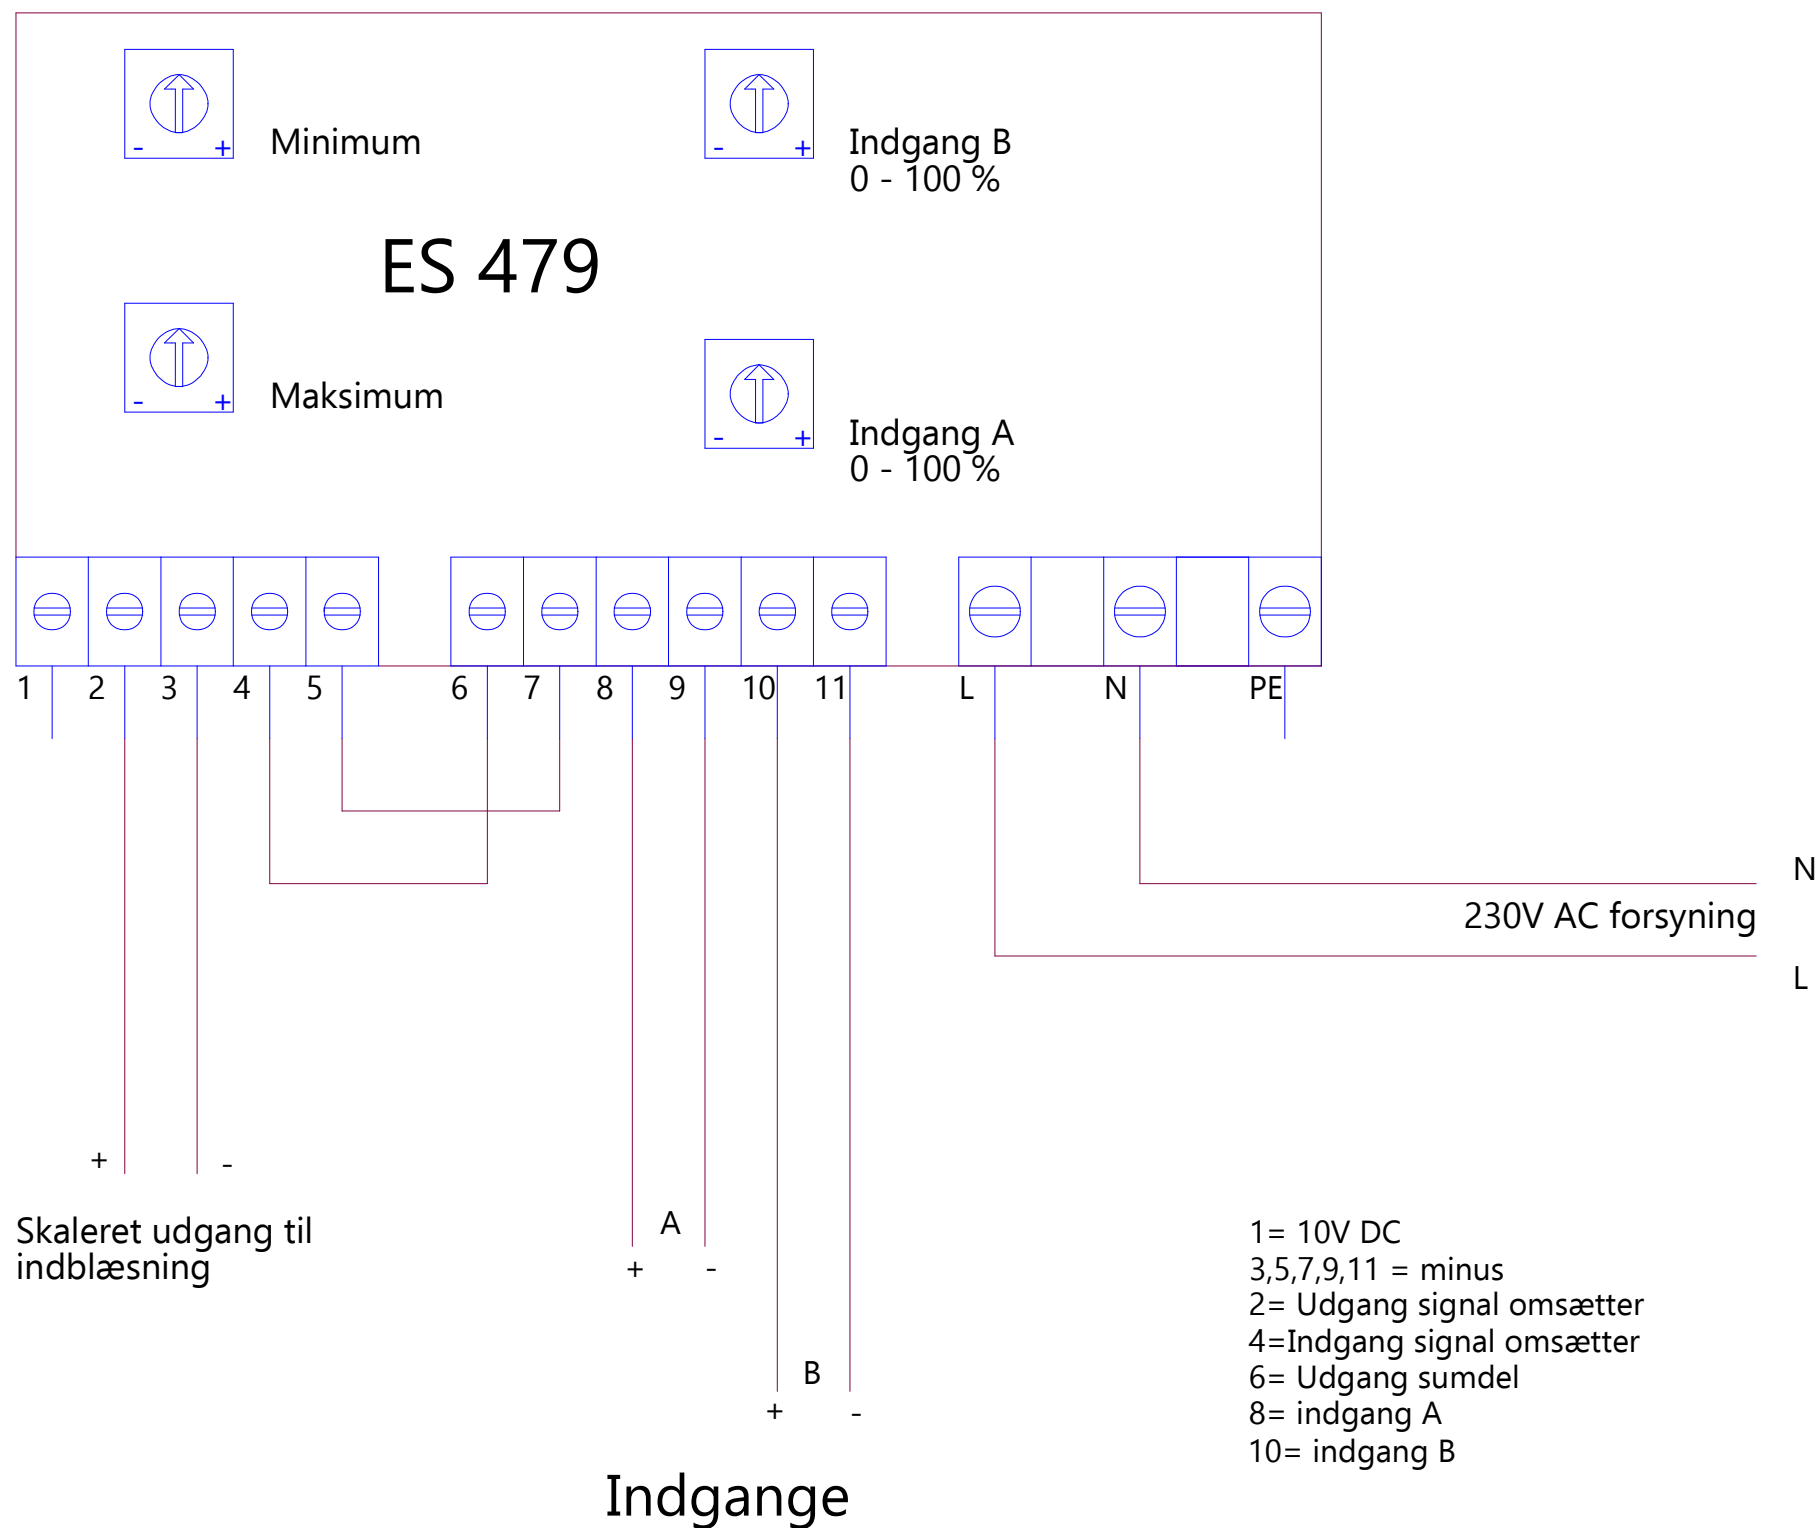 - + Minimum
- + Indgang B
0 - 100 %
ES 479
- + Maksimum
- + Indgang A
0 - 100 %
1 2 3 4 5 6 7 8 9 10 11 L N PE
N
230V AC forsyning
L
+ -
Skaleret udgang til
indblæsning
A
+ -
B
+ -
Indgange
1= 10V DC
3,5,7,9,11 = minus
2= Udgang signal omsætter
4=Indgang signal omsætter
6= Udgang sumdel
8= indgang A
10= indgang B